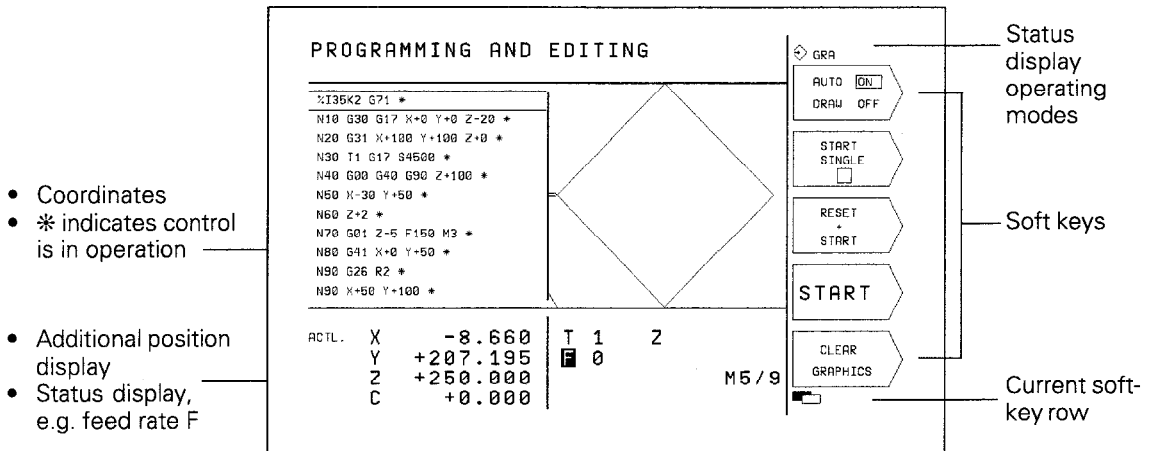 PROGRAMMING AND EDITING
%I35K2 G71 *
N10 G30 G17 X+0 Y+0 Z-20 *
N20 G31 X+100 Y+100 Z+0 *
N30 T1 G17 S4500 *
N40 G00 G40 G90 Z+100 *
N50 X-30 Y+50 *
N60 Z+2 *
N70 G01 Z-5 F150 M3 *
N80 G41 X+0 Y+50 *
N90 G26 R2 *
N90 X+50 Y+100 *
ACTL. X -8.660
Y +207.195
Z +250.000
C +0.000
T 1 Z
F 0
M5/9
GRA
AUTO ON
DRAW OFF
START
SINGLE
RESET
+
START
START
CLEAR
GRAPHICS
• Coordinates
• ✻ indicates control
is in operation
• Additional position
display
• Status display,
e.g. feed rate F
Status
display
operating
modes
Soft keys
Current soft-
key row